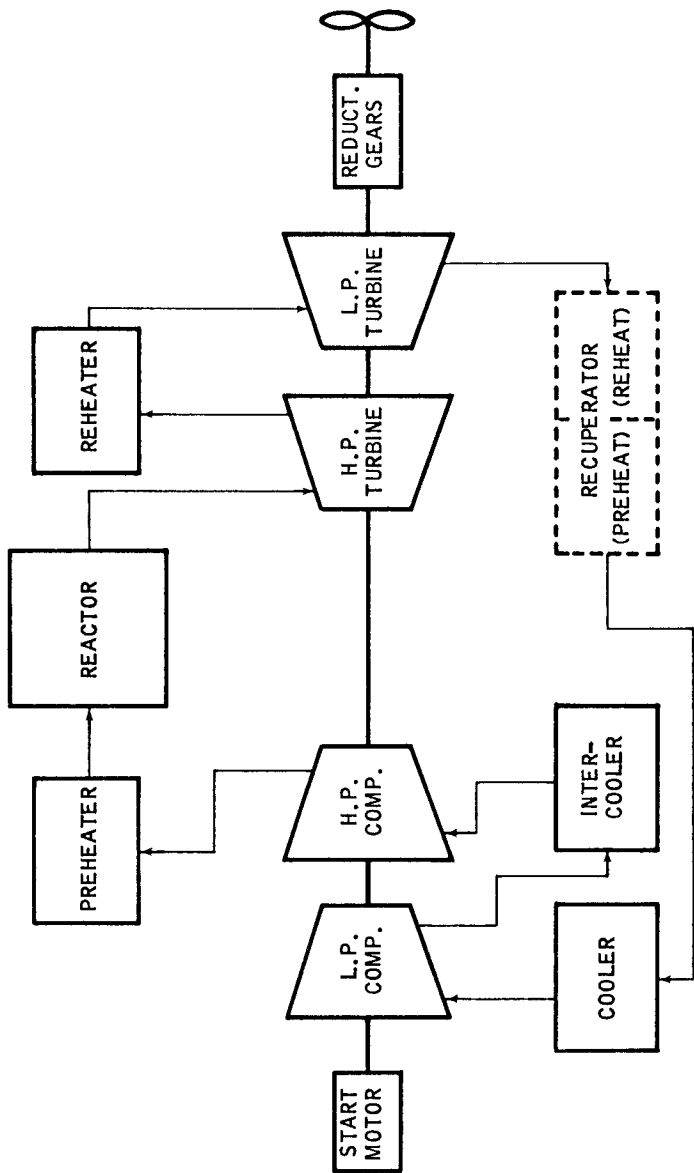 START
MOTOR
L.P.
COMP.
H.P.
COMP.
H.P.
TURBINE
L.P.
TURBINE
REDUCT.
GEARS
PREHEATER
REACTOR
REHEATER
COOLER
INTER-
COOLER
RECUPERATOR
(PREHEAT) (REHEAT)